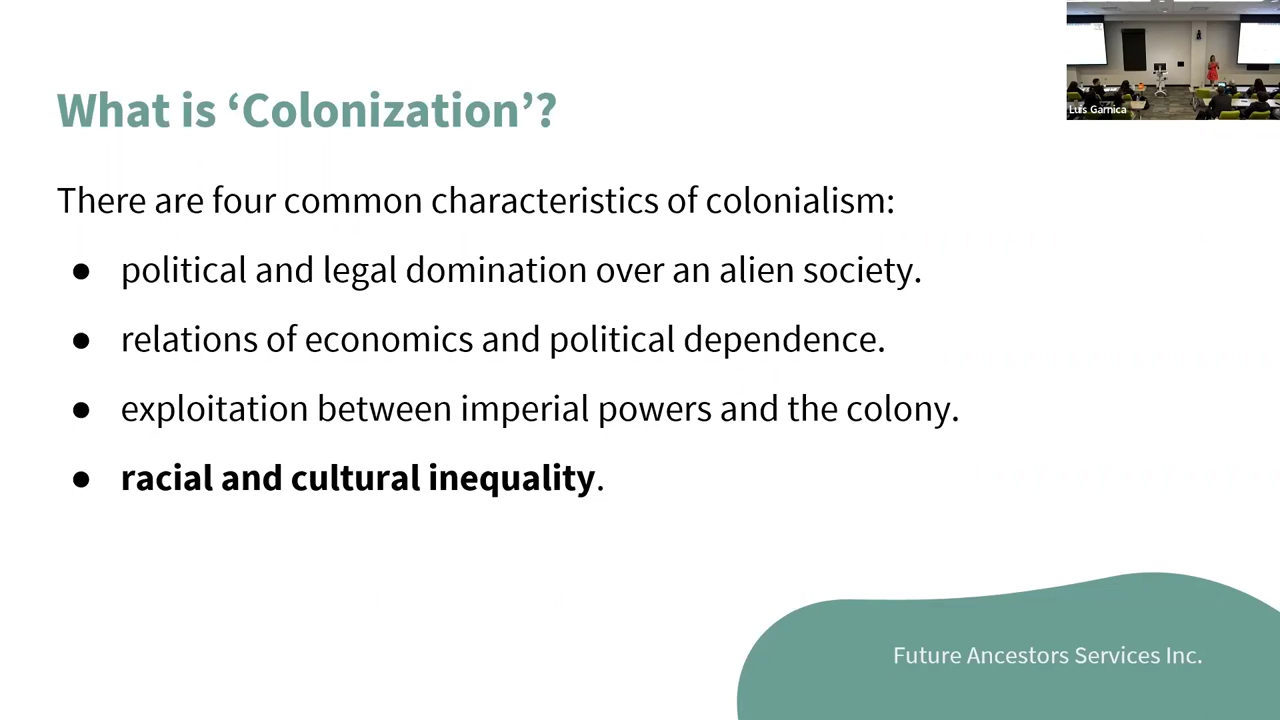 Luis Garnica
What is ‘Colonization’?
There are four common characteristics of colonialism:
● political and legal domination over an alien society.
● relations of economics and political dependence.
● exploitation between imperial powers and the colony.
● racial and cultural inequality.
Future Ancestors Services Inc.